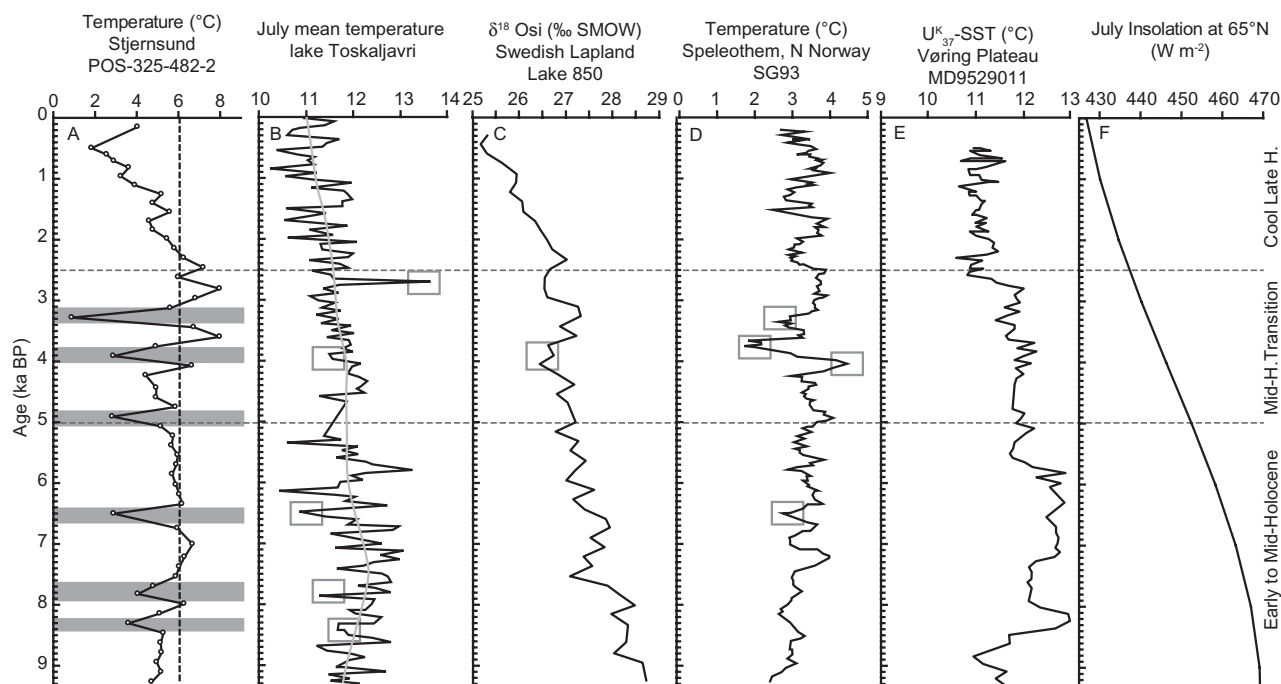 Temperature (°C)
Stjernsund
POS-325-482-2
July mean temperature
lake Toskaljavri
δ18 Osi (‰ SMOW)
Swedish Lapland
Lake 850
Temperature (°C)
Speleothem, N Norway
SG93
UK37-SST (°C)
Vøring Plateau
MD9529011
July Insolation at 65°N
(W m-2)
0 2 4 6 8
10 11 12 13 14
25 26 27 28 29
0 1 2 3 4 5
9 10 11 12 13
430 440 450 460 470
A
B
C
D
E
F
0
1
2
3
4
5
6
7
8
9
Age (ka BP)
Cool Late H.
Mid-H.Transition
Early to Mid-Holocene